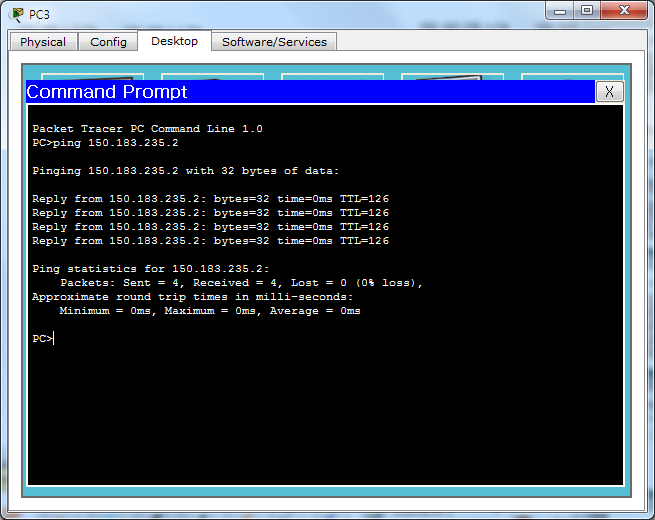 PC3
Physical Config Desktop Software/Services
Command Prompt X
Packet Tracer PC Command Line 1.0
PC>ping 150.183.235.2
Pinging 150.183.235.2 with 32 bytes of data:
Reply from 150.183.235.2: bytes=32 time=0ms TTL=126
Reply from 150.183.235.2: bytes=32 time=0ms TTL=126
Reply from 150.183.235.2: bytes=32 time=0ms TTL=126
Reply from 150.183.235.2: bytes=32 time=0ms TTL=126
Ping statistics for 150.183.235.2:
Packets: Sent = 4, Received = 4, Lost = 0 (0% loss),
Approximate round trip times in milli-seconds:
Minimum = 0ms, Maximum = 0ms, Average = 0ms
PC>